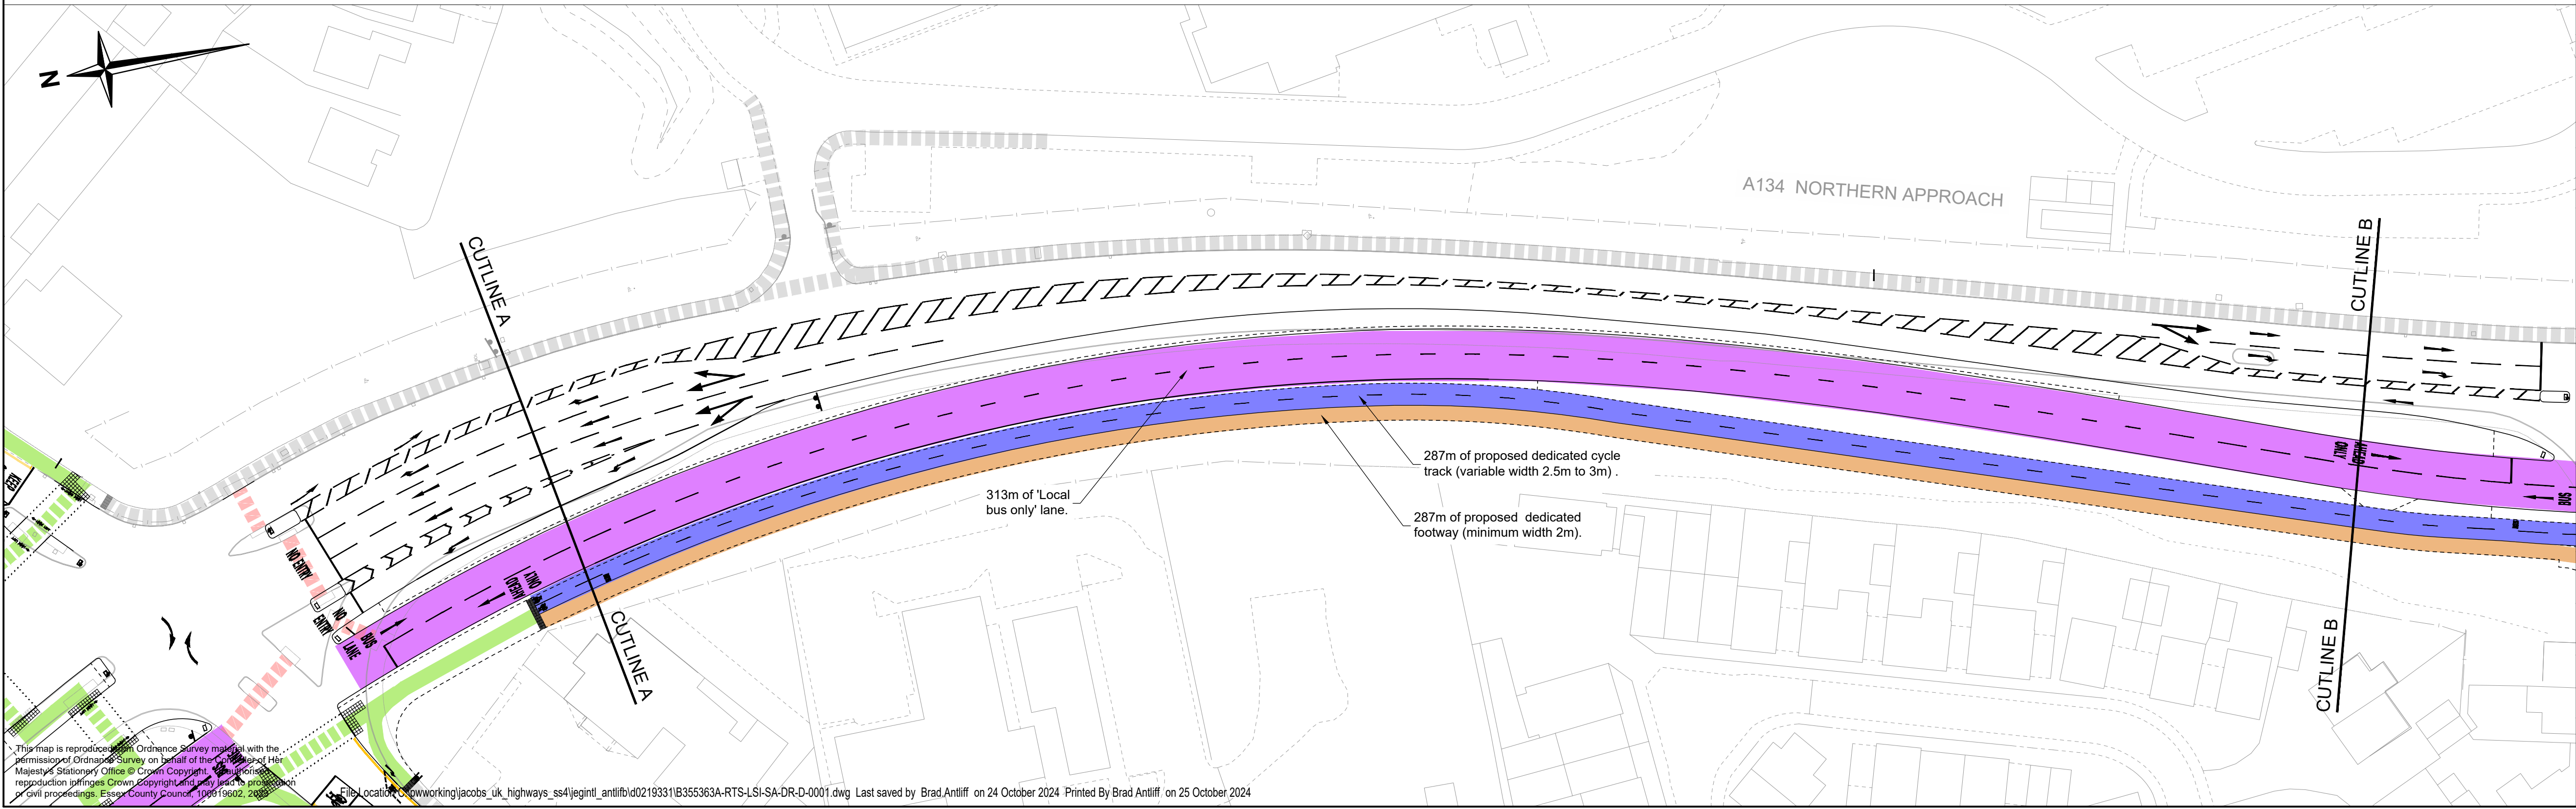 N
CUTLINE A
A134 NORTHERN APPROACH
CUTLINE B
287m of proposed dedicated cycle
track (variable width 2.5m to 3m) .
313m of 'Local
bus only' lane.
287m of proposed dedicated
footway (minimum width 2m).
AHEAD
ONLY
BUS
NO ENTRY
NO
ENTRY
BUS
LANE
AHEAD
ONLY
CUTLINE A
CUTLINE B
This map is reproduced from Ordnance Survey material with the
permission of Ordnance Survey on behalf of the Controller of Her
Majesty's Stationery Office © Crown Copyright. Unauthorised
reproduction infringes Crown Copyright and may lead to prosecution
or civil proceedings. Essex County Council, 100019602,
File Location C:\pwworking\jacobs_uk_highways_ss4\jegintl_antlifb\d0219331\B355363A-RTS-LSI-SA-DR-D-0001.dwg Last saved by Brad.Antliff on 24 October 2024 Printed By Brad Antliff on 25 October 2024